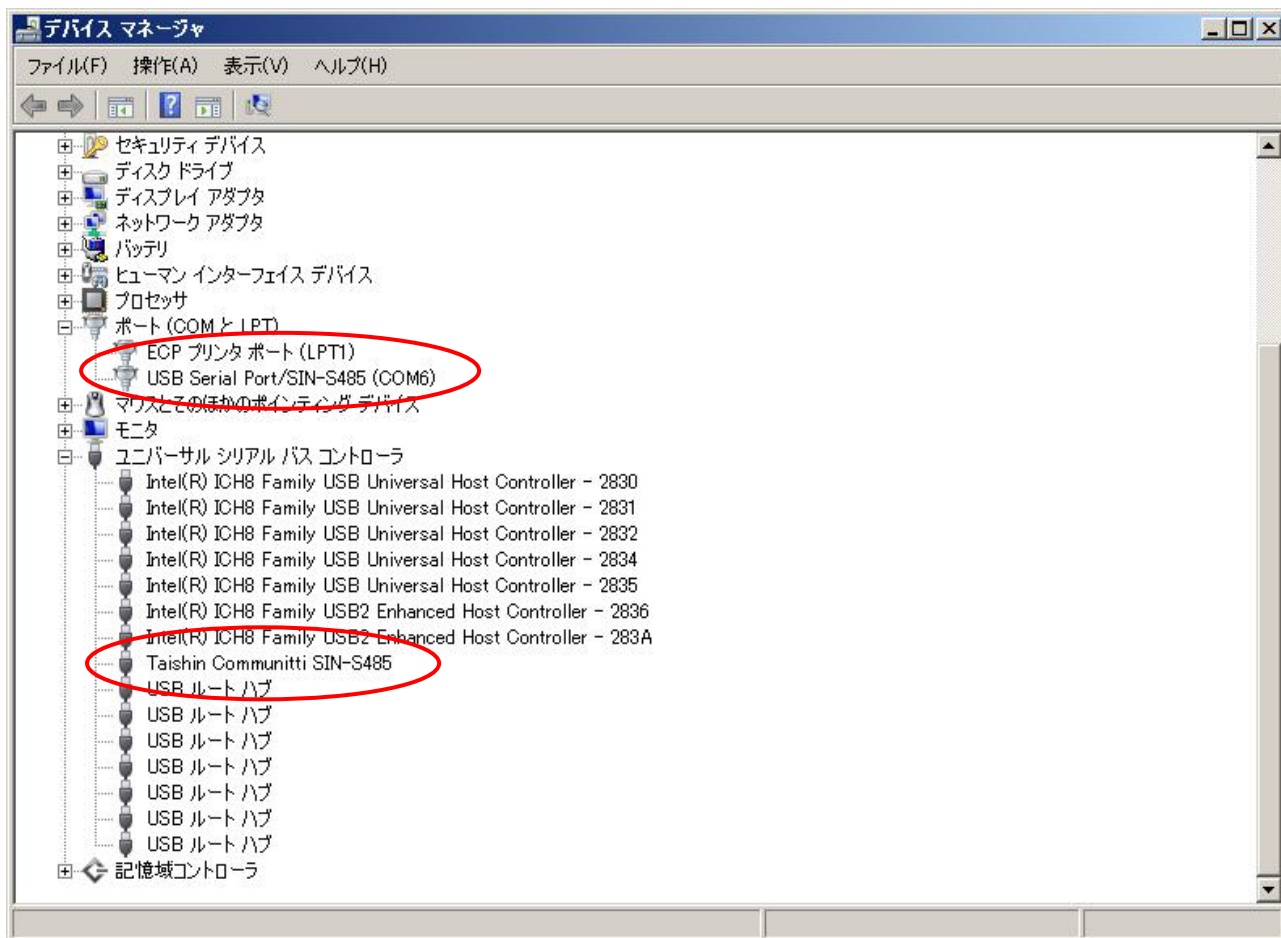 デバイス マネージャ
ファイル(F) 操作(A) 表示(V) ヘルプ(H)
セキュリティ デバイス
ディスク ドライブ
ディスプレイ アダプタ
ネットワーク アダプタ
バッテリ
ヒューマン インターフェイス デバイス
プロセッサ
ポート (COM と LPT)
ECP プリンタ ポート (LPT1)
USB Serial Port/SIN-S485 (COM6)
マウスとそのほかのポインティング デバイス
モニタ
ユニバーサル シリアル バス コントローラ
Intel(R) ICH8 Family USB Universal Host Controller - 2830
Intel(R) ICH8 Family USB Universal Host Controller - 2831
Intel(R) ICH8 Family USB Universal Host Controller - 2832
Intel(R) ICH8 Family USB Universal Host Controller - 2834
Intel(R) ICH8 Family USB Universal Host Controller - 2835
Intel(R) ICH8 Family USB2 Enhanced Host Controller - 2836
Intel(R) ICH8 Family USB2 Enhanced Host Controller - 283A
Taishin Communitti SIN-S485
USB ルート ハブ
USB ルート ハブ
USB ルート ハブ
USB ルート ハブ
USB ルート ハブ
USB ルート ハブ
USB ルート ハブ
記憶域コントローラ